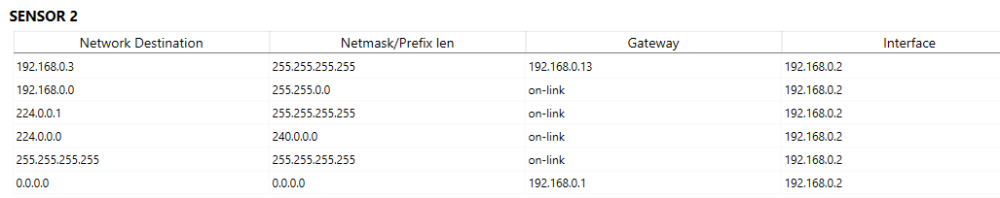 SENSOR 2
Network Destination Netmask/Prefix len Gateway Interface
192.168.0.3 255.255.255.255 192.168.0.13 192.168.0.2
192.168.0.0 255.255.0.0 on-link 192.168.0.2
224.0.0.1 255.255.255.255 on-link 192.168.0.2
224.0.0.0 240.0.0.0 on-link 192.168.0.2
255.255.255.255 255.255.255.255 on-link 192.168.0.2
0.0.0.0 0.0.0.0 192.168.0.1 192.168.0.2